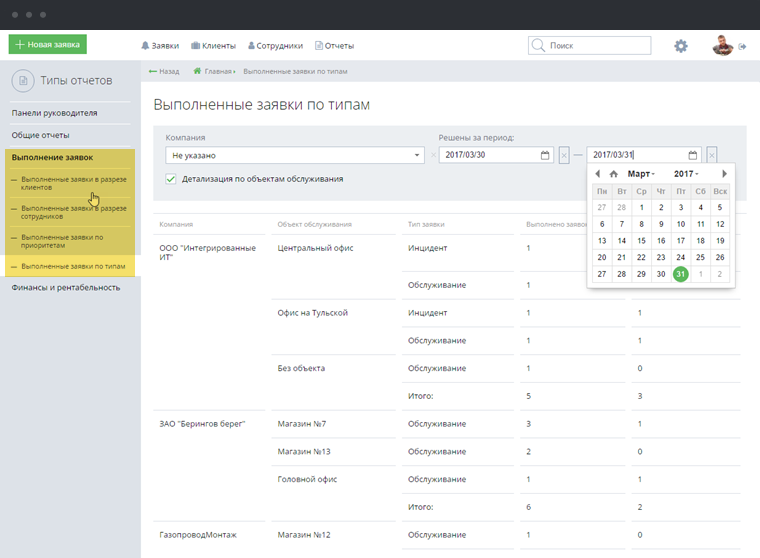 + Новая заявка
Заявки
Клиенты
Сотрудники
Отчеты
Поиск
Типы отчетов
Панели руководителя
Общие отчеты
Выполнение заявок
— Выполненные заявки в разрезе
клиентов
— Выполненные заявки в разрезе
сотрудников
— Выполненные заявки по
приоритетам
— Выполненные заявки по типам
Финансы и рентабельность
Назад
Главная
Выполненные заявки по типам
Выполненные заявки по типам
Компания
Решены за период:
Не указано
2017/03/30
—
2017/03/31
Детализация по объектам обслуживания
Март
2017
Пн Вт Ср Чт Пт Сб Вск
27 28 1 2 3 4 5
6 7 8 9 10 11 12
13 14 15 16 17 18 19
20 21 22 23 24 25 26
27 28 29 30 31 1 2
Компания Объект обслуживания Тип заявки Выполнено заявок
ООО "Интегрированные
ИТ"
Центральный офис Инцидент 1
Обслуживание 1
Офис на Тульской Инцидент 1 1
Обслуживание 1 1
Без объекта Обслуживание 1 0
Итого: 5 3
ЗАО "Берингов берег" Магазин №7 Обслуживание 3 1
Магазин №13 Обслуживание 2 0
Головной офис Обслуживание 1 1
Итого: 6 2
ГазопроводМонтаж Магазин №12 Обслуживание 1 0